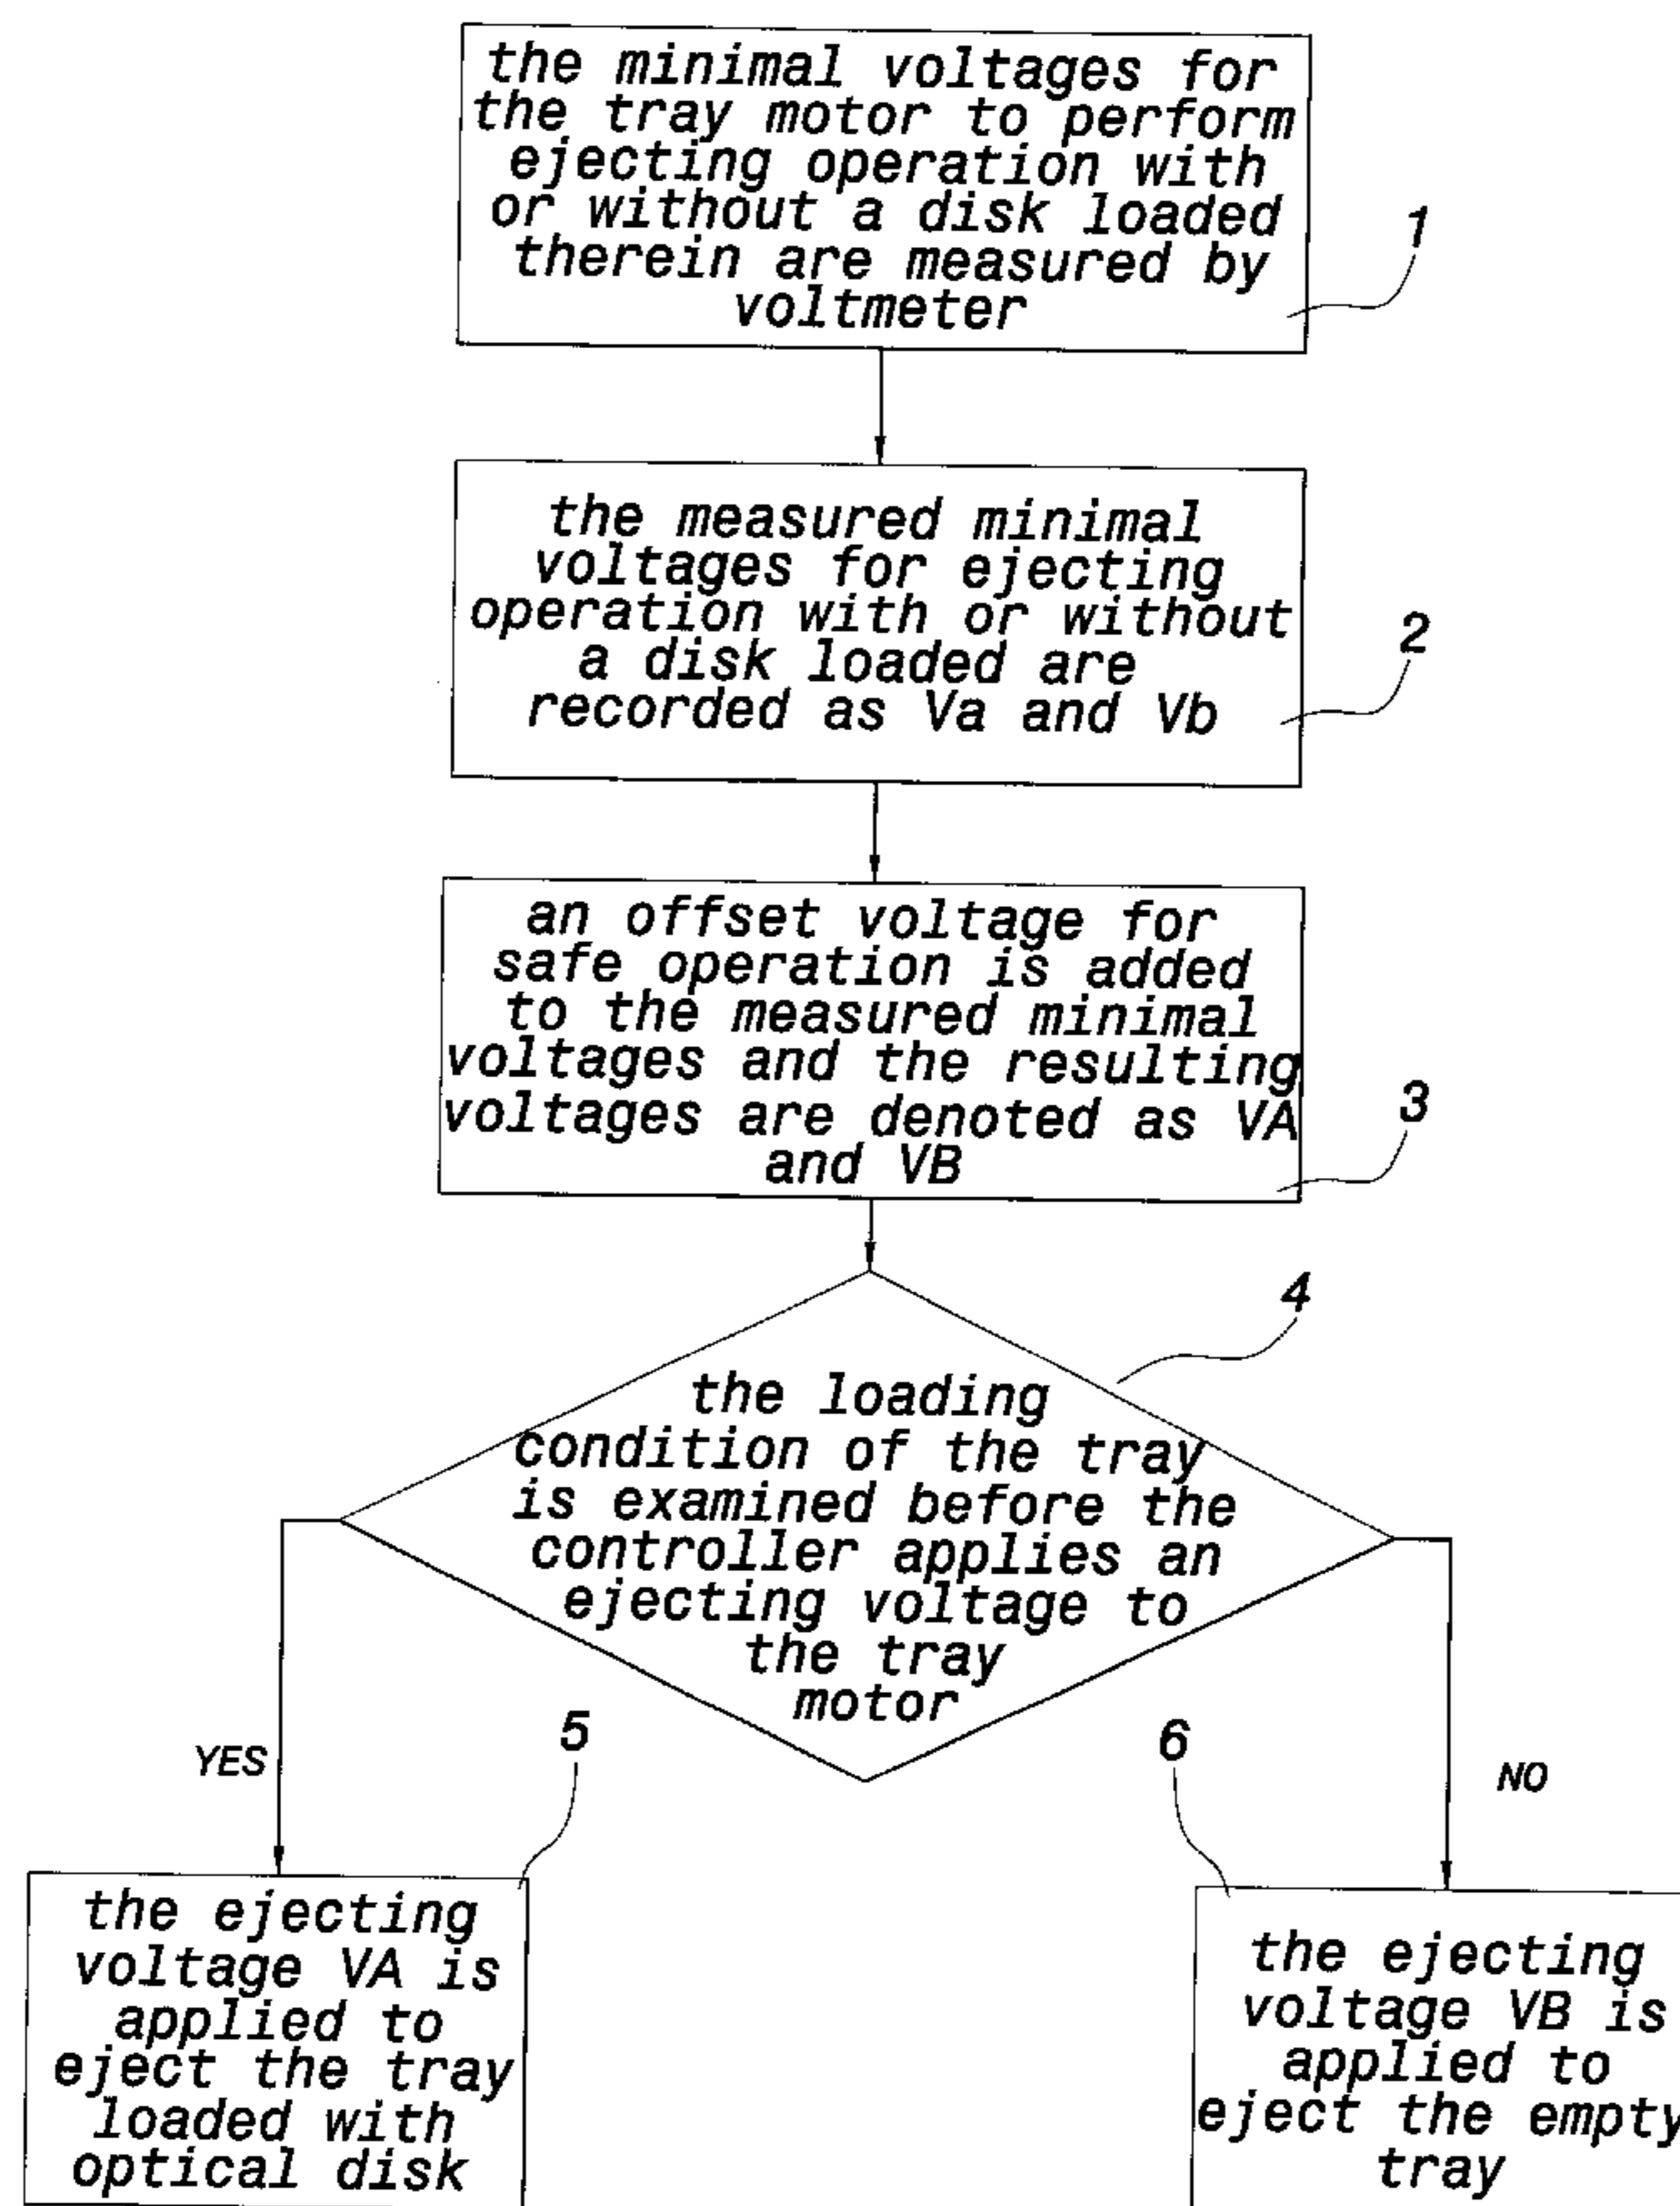 the minimal voltages for
the tray motor to perform
ejecting operation with
or without a disk loaded
therein are measured by
voltmeter
1
the measured minimal
voltages for ejecting
operation with or without
a disk loaded are
recorded as Va and Vb
2
an offset voltage for
safe operation is added
to the measured minimal
voltages and the resulting
voltages are denoted as VA
and VB
3
4
the loading
condition of the tray
is examined before the
controller applies an
ejecting voltage to
the tray
motor
5
6
YES
NO
the ejecting
voltage VA is
applied to
eject the tray
loaded with
optical disk
the ejecting
voltage VB is
applied to
eject the empty
tray